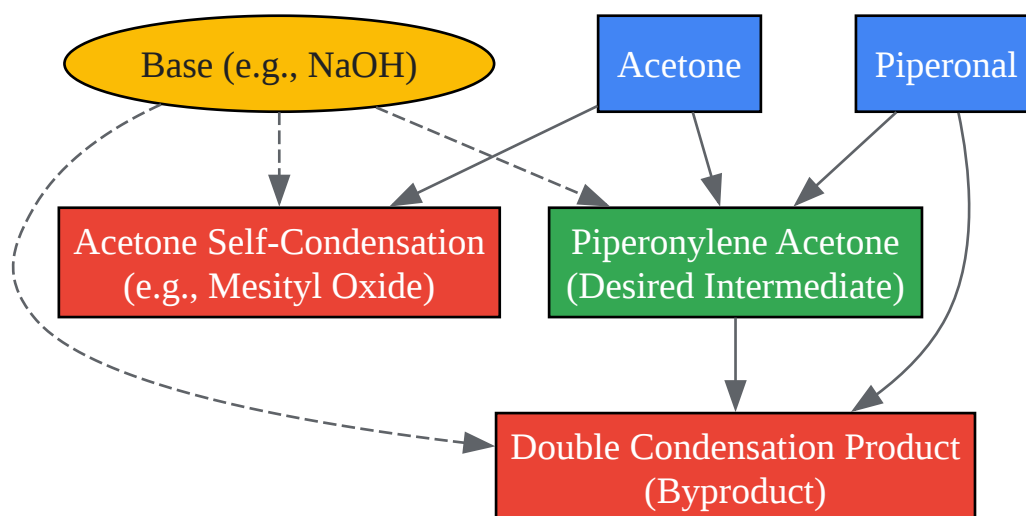 Base (e.g., NaOH)
Acetone
Piperonal
Acetone Self-Condensation
(e.g., Mesityl Oxide)
Piperonylene Acetone
(Desired Intermediate)
Double Condensation Product
(Byproduct)